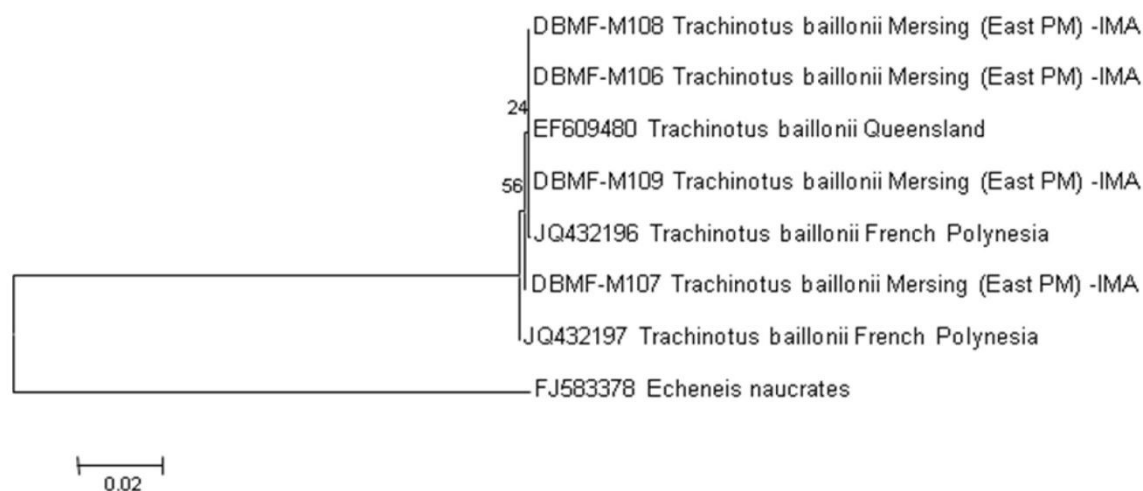 DBMF-M108 Trachinotus baillonii Mersing (East PM) -IMA
DBMF-M106 Trachinotus baillonii Mersing (East PM) -IMA
24
EF609480 Trachinotus baillonii Queensland
DBMF-M109 Trachinotus baillonii Mersing (East PM) -IMA
56
JQ432196 Trachinotus baillonii French Polynesia
DBMF-M107 Trachinotus baillonii Mersing (East PM) -IMA
JQ432197 Trachinotus baillonii French Polynesia
FJ583378 Echeneis naucrates
0.02